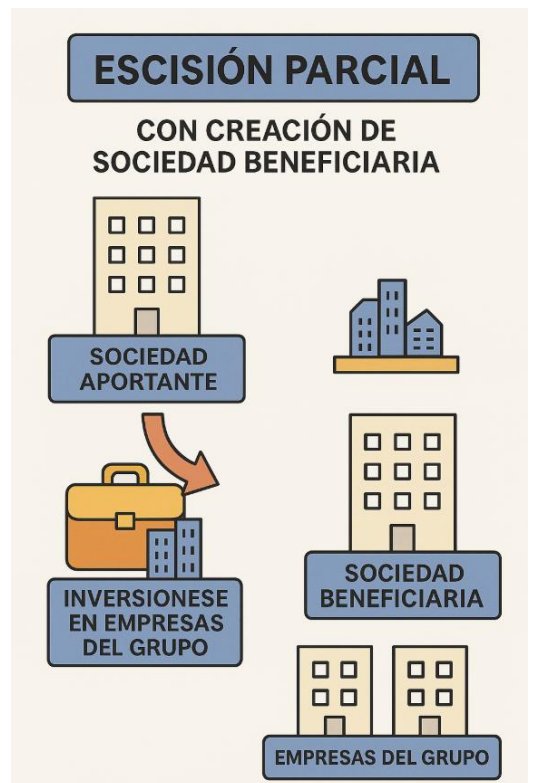 ESCISIÓN PARCIAL
CON CREACIÓN DE
SOCIEDAD BENEFICIARIA
SOCIEDAD
APORTANTE
INVERSIONESE
EN EMPRESAS
DEL GRUPO
SOCIEDAD
BENEFICIARIA
EMPRESAS DEL GRUPO